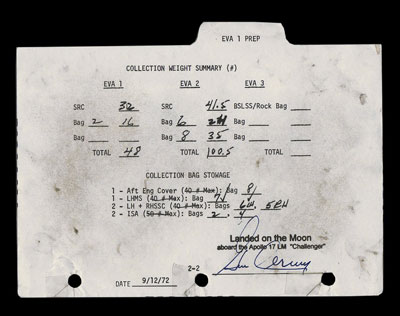 EVA 1 PREP
COLLECTION WEIGHT SUMMARY (#)
EVA 1 EVA 2 EVA 3
SRC 32 SRC 41.5 BSLSS/Rock Bag
Bag 2 16 Bag 6 Bag
Bag Bag 8 35 Bag
TOTAL 48 TOTAL 100.5 TOTAL
COLLECTION BAG STOWAGE
1 - Aft Eng Cover (40 # Max): Bag 8
1 - LHMS (40 # Max): Bag 7
2 - LH + RHSSC (40 # Max): Bags
2 - ISA (50 # Max): Bags 2 . 4
Landed on the Moon
aboard the Apollo 17 LM "Challenger"
2-2 Gene Cernan
DATE 9/12/72